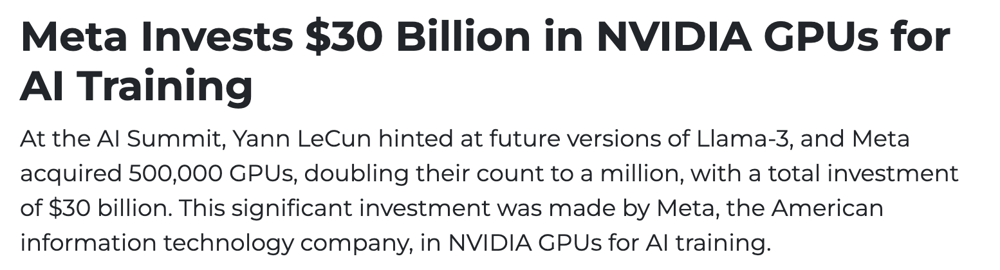 Meta Invests $30 Billion in NVIDIA GPUs for
AI Training
At the AI Summit, Yann LeCun hinted at future versions of Llama-3, and Meta
acquired 500,000 GPUs, doubling their count to a million, with a total investment
of $30 billion. This significant investment was made by Meta, the American
information technology company, in NVIDIA GPUs for AI training.